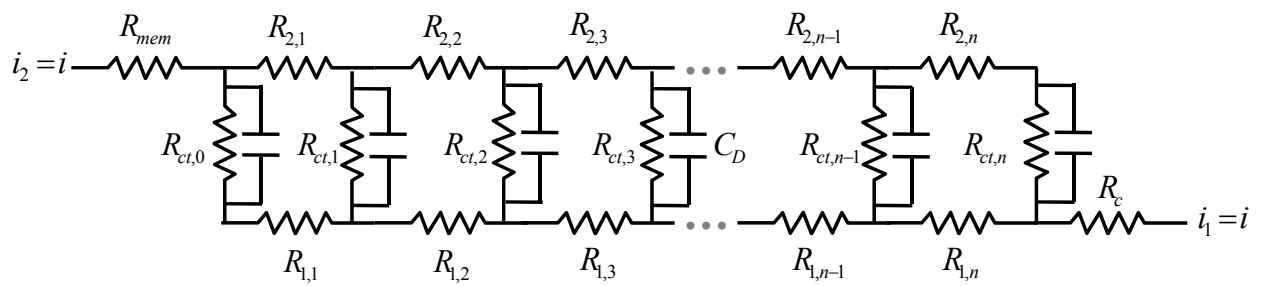 R_mem R_2,1 R_2,2 R_2,3 R_2,n−1 R_2,n
i_2 = i ...
R_ct,0 R_ct,1 R_ct,2 R_ct,3 C_D R_ct,n−1 R_ct,n
R_c
... i_1 = i
R_1,1 R_1,2 R_1,3 R_1,n−1 R_1,n